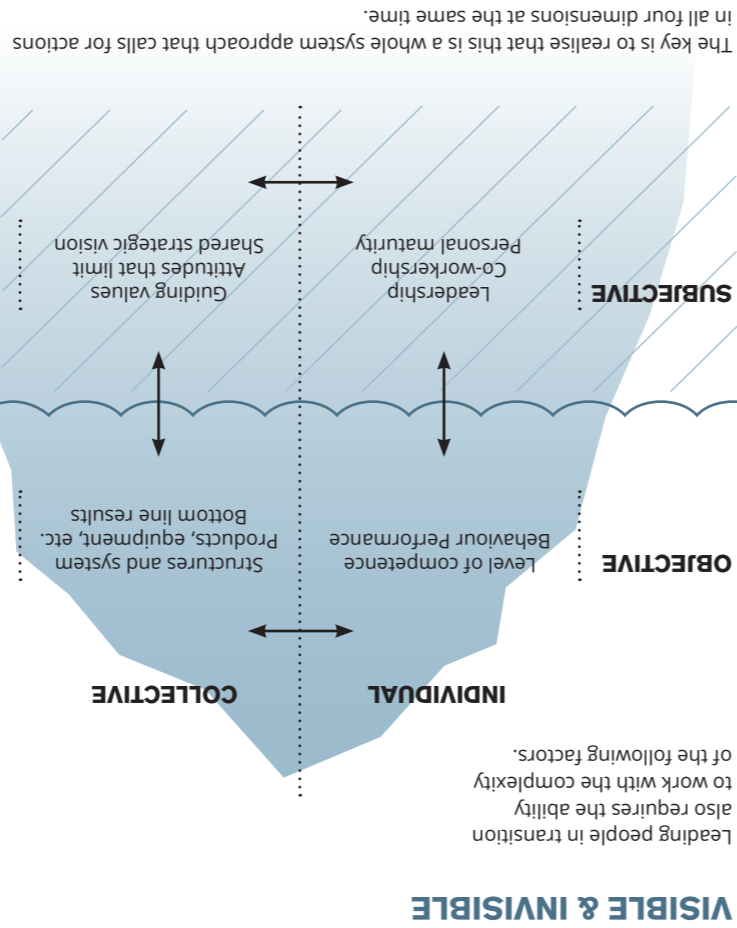 VISIBLE & INVISIBLE
Leading people in transition
also requires the ability
to work with the complexity
of the following factors.
INDIVIDUAL
COLLECTIVE
OBJECTIVE
Level of competence
Behaviour Performance
Structures and system
Products, equipment, etc.
Bottom line results
SUBJECTIVE
Leadership
Co-workership
Personal maturity
Guiding values
Attitudes that limit
Shared strategic vision
The key is to realise that this is a whole system approach that calls for actions
in all four dimensions at the same time.